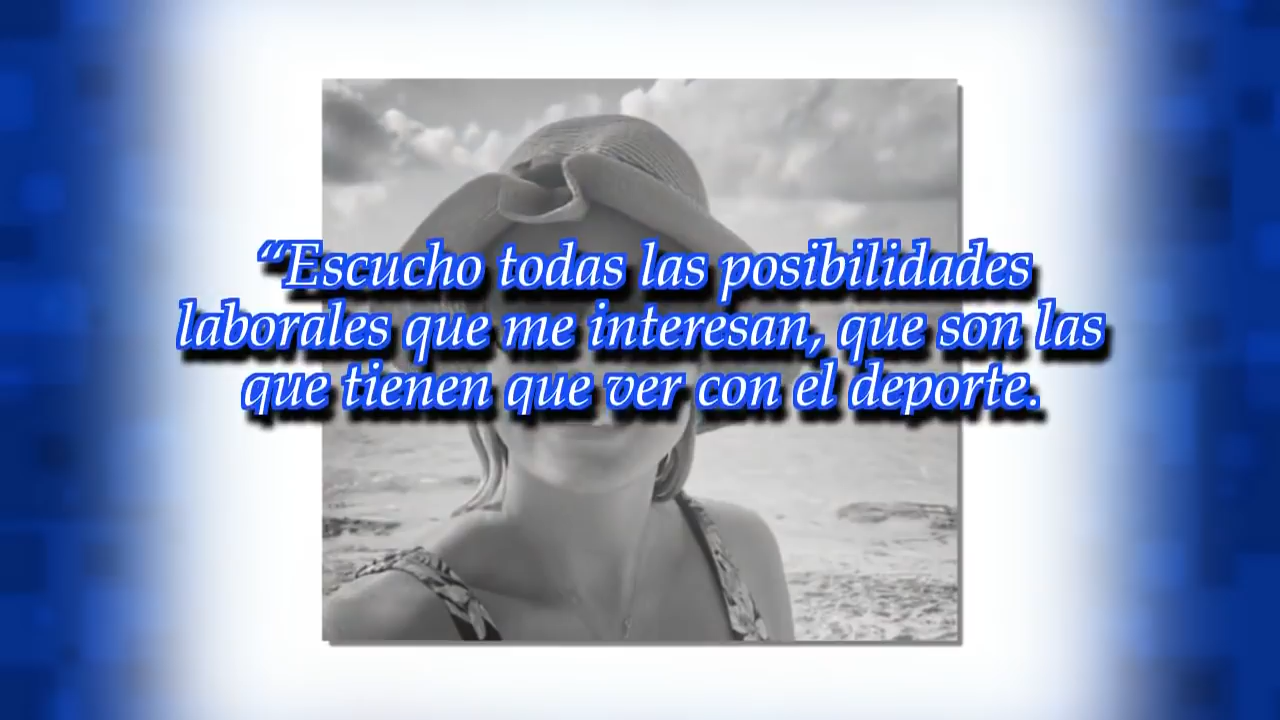 “Escucho todas las posibilidades
laborales que me interesan, que son las
que tienen que ver con el deporte.